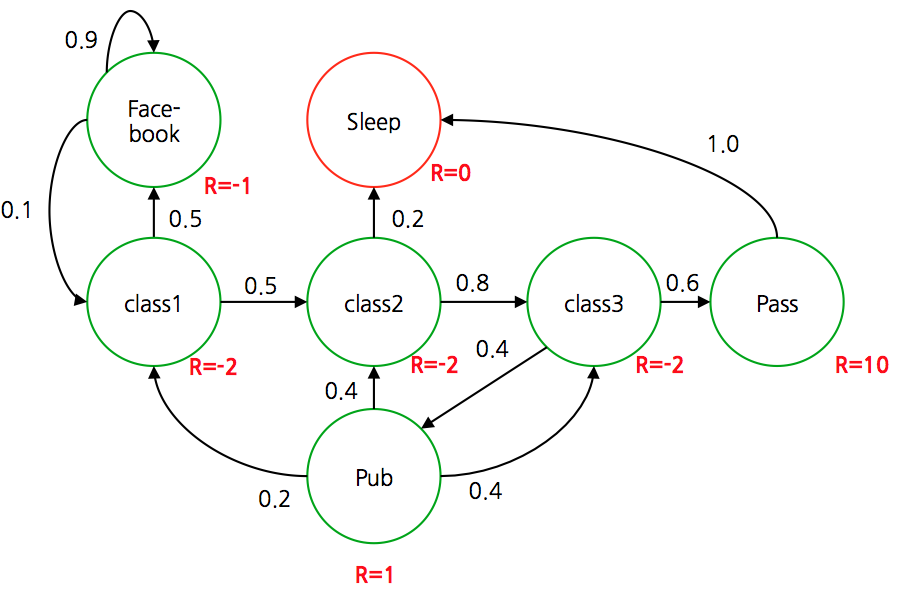 0.9
Face-
book
Sleep
1.0
R=-1
R=0
0.1
0.5
0.2
class1
0.5
class2
0.8
class3
0.6
Pass
R=-2
R=-2
R=-2
R=10
0.4
0.4
Pub
0.2
0.4
R=1